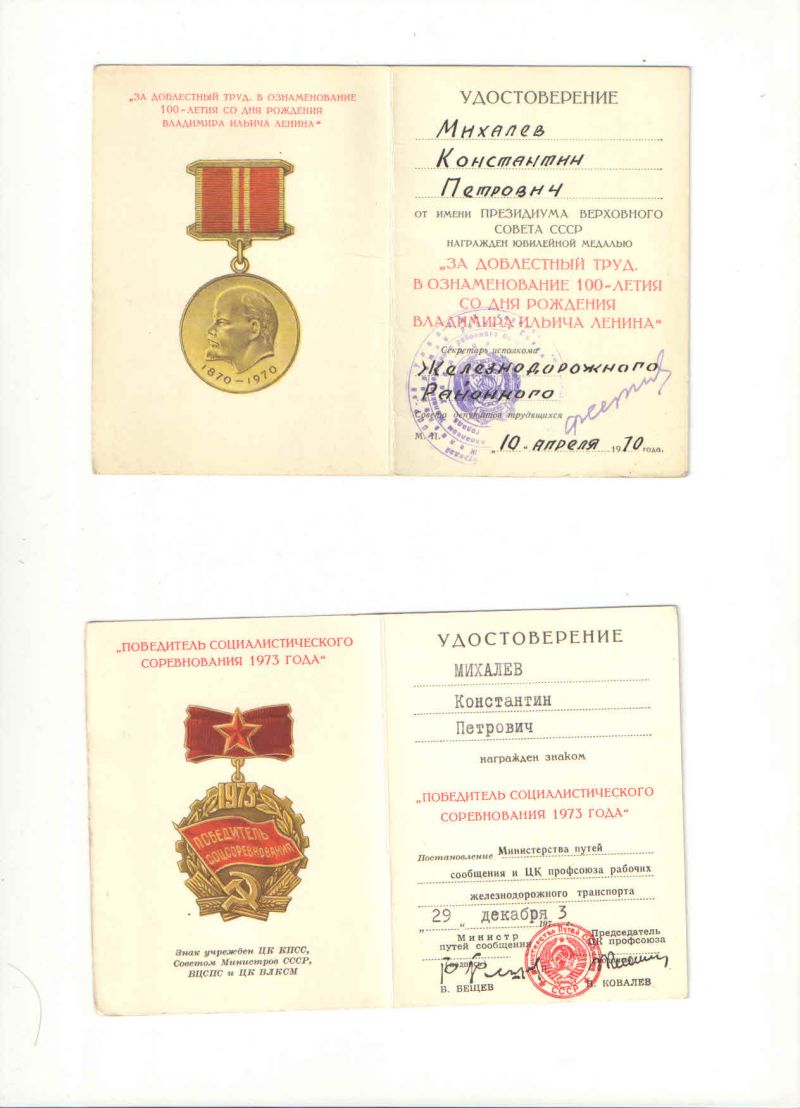 „ЗА ДОБЛЕСТНЫЙ ТРУД. В ОЗНАМЕНОВАНИЕ
100-ЛЕТИЯ СО ДНЯ РОЖДЕНИЯ
ВЛАДИМИРА ИЛЬИЧА ЛЕНИНА“
1870-1970
УДОСТОВЕРЕНИЕ
Михалев
Константин
Петрович
ОТ ИМЕНИ ПРЕЗИДИУМА ВЕРХОВНОГО
СОВЕТА СССР
НАГРАЖДЕН ЮБИЛЕЙНОЙ МЕДАЛЬЮ
„ЗА ДОБЛЕСТНЫЙ ТРУД.
В ОЗНАМЕНОВАНИЕ 100-ЛЕТИЯ
СО ДНЯ РОЖДЕНИЯ
ВЛАДИМИРА ИЛЬИЧА ЛЕНИНА“
Секретарь исполкома
Железнодорожного
Районного
Совета депутатов трудящихся
М. П.
„10“ апреля 1970 года.
„ПОБЕДИТЕЛЬ СОЦИАЛИСТИЧЕСКОГО
СОРЕВНОВАНИЯ 1973 ГОДА“
1973
ПОБЕДИТЕЛЬ
СОЦСОРЕВНОВАНИЯ
Знак учрежден ЦК КПСС,
Советом Министров СССР,
ВЦСПС и ЦК ВЛКСМ
УДОСТОВЕРЕНИЕ
МИХАЛЕВ
Константин
Петрович
награжден знаком
„ПОБЕДИТЕЛЬ СОЦИАЛИСТИЧЕСКОГО
СОРЕВНОВАНИЯ 1973 ГОДА“
Постановление Министерства путей
сообщения и ЦК профсоюза рабочих
железнодорожного транспорта
„29“ декабря 1973
Министр
путей сообщения
Председатель
ЦК профсоюза
СССР
Б. БЕЩЕВ
Н. КОВАЛЕВ